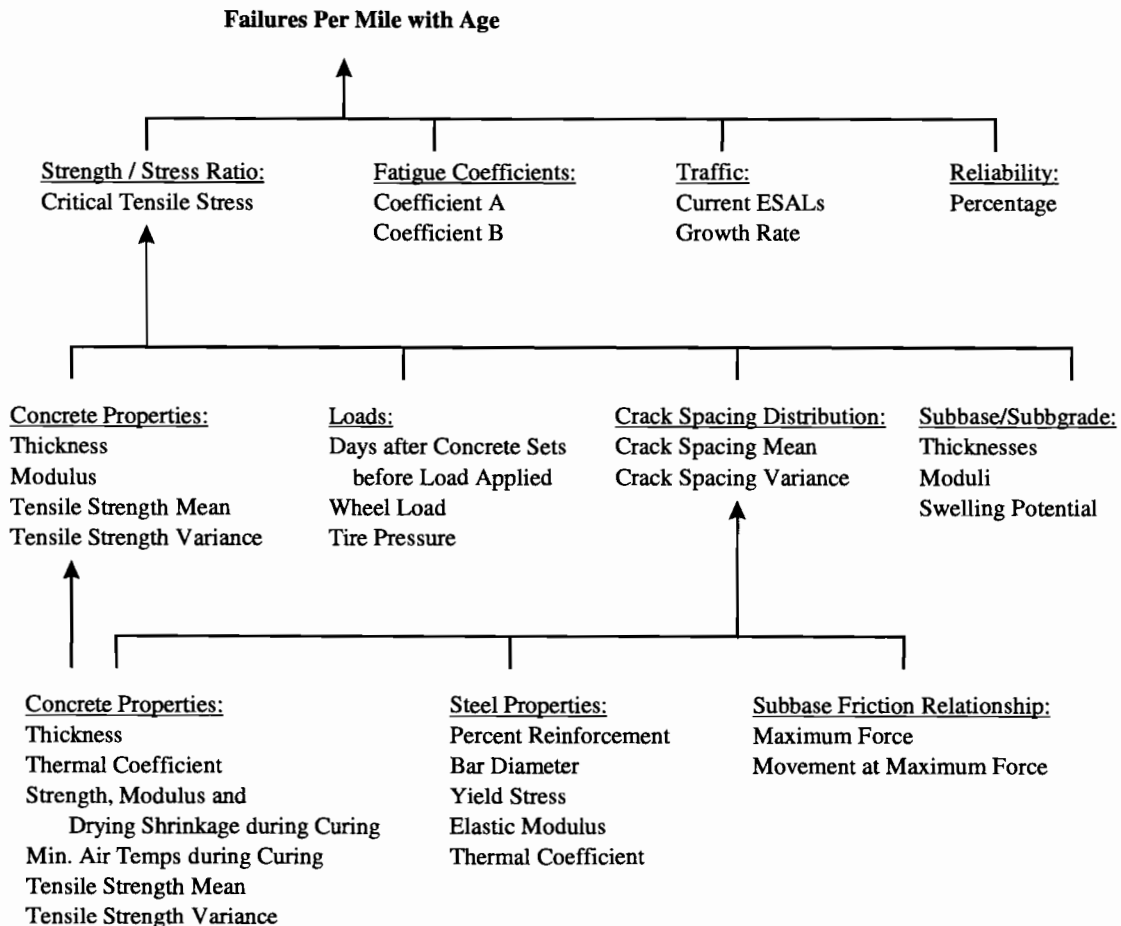 Failures Per Mile with Age
Strength / Stress Ratio:
Critical Tensile Stress
Fatigue Coefficients:
Coefficient A
Coefficient B
Traffic:
Current ESALs
Growth Rate
Reliability:
Percentage
Concrete Properties:
Thickness
Modulus
Tensile Strength Mean
Tensile Strength Variance
Loads:
Days after Concrete Sets
before Load Applied
Wheel Load
Tire Pressure
Crack Spacing Distribution:
Crack Spacing Mean
Crack Spacing Variance
Subbase/Subbgrade:
Thicknesses
Moduli
Swelling Potential
Concrete Properties:
Thickness
Thermal Coefficient
Strength, Modulus and
Drying Shrinkage during Curing
Min. Air Temps during Curing
Tensile Strength Mean
Tensile Strength Variance
Steel Properties:
Percent Reinforcement
Bar Diameter
Yield Stress
Elastic Modulus
Thermal Coefficient
Subbase Friction Relationship:
Maximum Force
Movement at Maximum Force